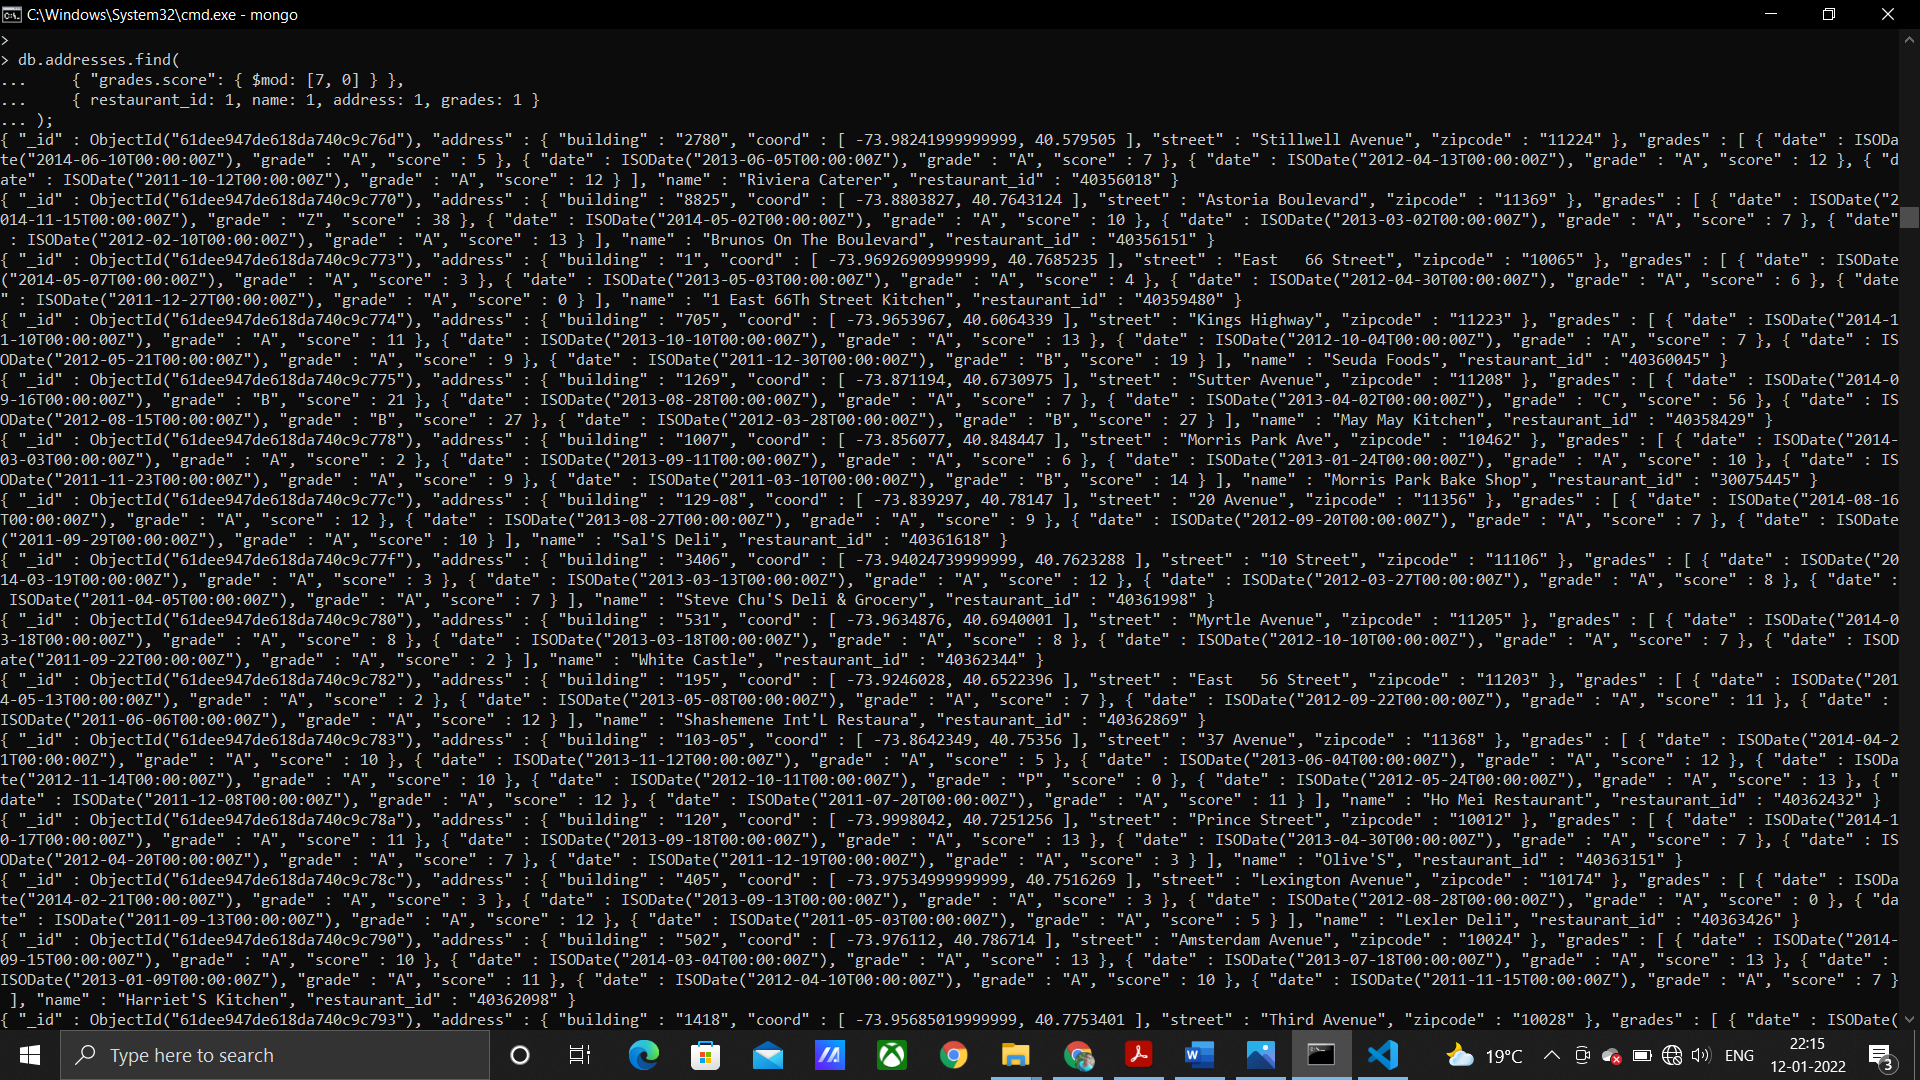 C:\Windows\System32\cmd.exe - mongo
>
> db.addresses.find(
...     { "grades.score": { $mod: [7, 0] } },
...     { restaurant_id: 1, name: 1, address: 1, grades: 1 }
... );
{ "_id" : ObjectId("61dee947de618da740c9c76d"), "address" : { "building" : "2780", "coord" : [ -73.98241999999999, 40.579505 ], "street" : "Stillwell Avenue", "zipcode" : "11224" }, "grades" : [ { "date" : ISODa
te("2014-06-10T00:00:00Z"), "grade" : "A", "score" : 5 }, { "date" : ISODate("2013-06-05T00:00:00Z"), "grade" : "A", "score" : 7 }, { "date" : ISODate("2012-04-13T00:00:00Z"), "grade" : "A", "score" : 12 }, { "d
ate" : ISODate("2011-10-12T00:00:00Z"), "grade" : "A", "score" : 12 } ], "name" : "Riviera Caterer", "restaurant_id" : "40356018" }
{ "_id" : ObjectId("61dee947de618da740c9c770"), "address" : { "building" : "8825", "coord" : [ -73.8803827, 40.7643124 ], "street" : "Astoria Boulevard", "zipcode" : "11369" }, "grades" : [ { "date" : ISODate("2
014-11-15T00:00:00Z"), "grade" : "Z", "score" : 38 }, { "date" : ISODate("2014-05-02T00:00:00Z"), "grade" : "A", "score" : 10 }, { "date" : ISODate("2013-03-02T00:00:00Z"), "grade" : "A", "score" : 7 }, { "date"
 : ISODate("2012-02-10T00:00:00Z"), "grade" : "A", "score" : 13 } ], "name" : "Brunos On The Boulevard", "restaurant_id" : "40356151" }
{ "_id" : ObjectId("61dee947de618da740c9c773"), "address" : { "building" : "1", "coord" : [ -73.96926909999999, 40.7685235 ], "street" : "East   66 Street", "zipcode" : "10065" }, "grades" : [ { "date" : ISODate
("2014-05-07T00:00:00Z"), "grade" : "A", "score" : 3 }, { "date" : ISODate("2013-05-03T00:00:00Z"), "grade" : "A", "score" : 4 }, { "date" : ISODate("2012-04-30T00:00:00Z"), "grade" : "A", "score" : 6 }, { "date
" : ISODate("2011-12-27T00:00:00Z"), "grade" : "A", "score" : 0 } ], "name" : "1 East 66Th Street Kitchen", "restaurant_id" : "40359480" }
{ "_id" : ObjectId("61dee947de618da740c9c774"), "address" : { "building" : "705", "coord" : [ -73.9653967, 40.6064339 ], "street" : "Kings Highway", "zipcode" : "11223" }, "grades" : [ { "date" : ISODate("2014-1
1-10T00:00:00Z"), "grade" : "A", "score" : 11 }, { "date" : ISODate("2013-10-10T00:00:00Z"), "grade" : "A", "score" : 13 }, { "date" : ISODate("2012-10-04T00:00:00Z"), "grade" : "A", "score" : 7 }, { "date" : IS
ODate("2012-05-21T00:00:00Z"), "grade" : "A", "score" : 9 }, { "date" : ISODate("2011-12-30T00:00:00Z"), "grade" : "B", "score" : 19 } ], "name" : "Seuda Foods", "restaurant_id" : "40360045" }
{ "_id" : ObjectId("61dee947de618da740c9c775"), "address" : { "building" : "1269", "coord" : [ -73.871194, 40.6730975 ], "street" : "Sutter Avenue", "zipcode" : "11208" }, "grades" : [ { "date" : ISODate("2014-0
9-16T00:00:00Z"), "grade" : "B", "score" : 21 }, { "date" : ISODate("2013-08-28T00:00:00Z"), "grade" : "A", "score" : 7 }, { "date" : ISODate("2013-04-02T00:00:00Z"), "grade" : "C", "score" : 56 }, { "date" : IS
ODate("2012-08-15T00:00:00Z"), "grade" : "B", "score" : 27 }, { "date" : ISODate("2012-03-28T00:00:00Z"), "grade" : "B", "score" : 27 } ], "name" : "May May Kitchen", "restaurant_id" : "40358429" }
{ "_id" : ObjectId("61dee947de618da740c9c778"), "address" : { "building" : "1007", "coord" : [ -73.856077, 40.848447 ], "street" : "Morris Park Ave", "zipcode" : "10462" }, "grades" : [ { "date" : ISODate("2014-
03-03T00:00:00Z"), "grade" : "A", "score" : 2 }, { "date" : ISODate("2013-09-11T00:00:00Z"), "grade" : "A", "score" : 6 }, { "date" : ISODate("2013-01-24T00:00:00Z"), "grade" : "A", "score" : 10 }, { "date" : IS
ODate("2011-11-23T00:00:00Z"), "grade" : "A", "score" : 9 }, { "date" : ISODate("2011-03-10T00:00:00Z"), "grade" : "B", "score" : 14 } ], "name" : "Morris Park Bake Shop", "restaurant_id" : "30075445" }
{ "_id" : ObjectId("61dee947de618da740c9c77c"), "address" : { "building" : "129-08", "coord" : [ -73.839297, 40.78147 ], "street" : "20 Avenue", "zipcode" : "11356" }, "grades" : [ { "date" : ISODate("2014-08-16
T00:00:00Z"), "grade" : "A", "score" : 12 }, { "date" : ISODate("2013-08-27T00:00:00Z"), "grade" : "A", "score" : 9 }, { "date" : ISODate("2012-09-20T00:00:00Z"), "grade" : "A", "score" : 7 }, { "date" : ISODate
("2011-09-29T00:00:00Z"), "grade" : "A", "score" : 10 } ], "name" : "Sal'S Deli", "restaurant_id" : "40361618" }
{ "_id" : ObjectId("61dee947de618da740c9c77f"), "address" : { "building" : "3406", "coord" : [ -73.94024739999999, 40.7623288 ], "street" : "10 Street", "zipcode" : "11106" }, "grades" : [ { "date" : ISODate("20
14-03-19T00:00:00Z"), "grade" : "A", "score" : 3 }, { "date" : ISODate("2013-03-13T00:00:00Z"), "grade" : "A", "score" : 12 }, { "date" : ISODate("2012-03-27T00:00:00Z"), "grade" : "A", "score" : 8 }, { "date" :
 ISODate("2011-04-05T00:00:00Z"), "grade" : "A", "score" : 7 } ], "name" : "Steve Chu'S Deli & Grocery", "restaurant_id" : "40361998" }
{ "_id" : ObjectId("61dee947de618da740c9c780"), "address" : { "building" : "531", "coord" : [ -73.9634876, 40.6940001 ], "street" : "Myrtle Avenue", "zipcode" : "11205" }, "grades" : [ { "date" : ISODate("2014-0
3-18T00:00:00Z"), "grade" : "A", "score" : 8 }, { "date" : ISODate("2013-03-18T00:00:00Z"), "grade" : "A", "score" : 8 }, { "date" : ISODate("2012-10-10T00:00:00Z"), "grade" : "A", "score" : 7 }, { "date" : ISOD
ate("2011-09-22T00:00:00Z"), "grade" : "A", "score" : 2 } ], "name" : "White Castle", "restaurant_id" : "40362344" }
{ "_id" : ObjectId("61dee947de618da740c9c782"), "address" : { "building" : "195", "coord" : [ -73.9246028, 40.6522396 ], "street" : "East   56 Street", "zipcode" : "11203" }, "grades" : [ { "date" : ISODate("201
4-05-13T00:00:00Z"), "grade" : "A", "score" : 2 }, { "date" : ISODate("2013-05-08T00:00:00Z"), "grade" : "A", "score" : 7 }, { "date" : ISODate("2012-09-22T00:00:00Z"), "grade" : "A", "score" : 11 }, { "date" :
ISODate("2011-06-06T00:00:00Z"), "grade" : "A", "score" : 12 } ], "name" : "Shashemene Int'L Restaura", "restaurant_id" : "40362869" }
{ "_id" : ObjectId("61dee947de618da740c9c783"), "address" : { "building" : "103-05", "coord" : [ -73.8642349, 40.75356 ], "street" : "37 Avenue", "zipcode" : "11368" }, "grades" : [ { "date" : ISODate("2014-04-2
1T00:00:00Z"), "grade" : "A", "score" : 10 }, { "date" : ISODate("2013-11-12T00:00:00Z"), "grade" : "A", "score" : 5 }, { "date" : ISODate("2013-06-04T00:00:00Z"), "grade" : "A", "score" : 12 }, { "date" : ISODa
te("2012-11-14T00:00:00Z"), "grade" : "A", "score" : 10 }, { "date" : ISODate("2012-10-11T00:00:00Z"), "grade" : "P", "score" : 0 }, { "date" : ISODate("2012-05-24T00:00:00Z"), "grade" : "A", "score" : 13 }, { "
date" : ISODate("2011-12-08T00:00:00Z"), "grade" : "A", "score" : 12 }, { "date" : ISODate("2011-07-20T00:00:00Z"), "grade" : "A", "score" : 11 } ], "name" : "Ho Mei Restaurant", "restaurant_id" : "40362432" }
{ "_id" : ObjectId("61dee947de618da740c9c78a"), "address" : { "building" : "120", "coord" : [ -73.9998042, 40.7251256 ], "street" : "Prince Street", "zipcode" : "10012" }, "grades" : [ { "date" : ISODate("2014-1
0-17T00:00:00Z"), "grade" : "A", "score" : 11 }, { "date" : ISODate("2013-09-18T00:00:00Z"), "grade" : "A", "score" : 13 }, { "date" : ISODate("2013-04-30T00:00:00Z"), "grade" : "A", "score" : 7 }, { "date" : IS
ODate("2012-04-20T00:00:00Z"), "grade" : "A", "score" : 7 }, { "date" : ISODate("2011-12-19T00:00:00Z"), "grade" : "A", "score" : 3 } ], "name" : "Olive'S", "restaurant_id" : "40363151" }
{ "_id" : ObjectId("61dee947de618da740c9c78c"), "address" : { "building" : "405", "coord" : [ -73.97534999999999, 40.7516269 ], "street" : "Lexington Avenue", "zipcode" : "10174" }, "grades" : [ { "date" : ISODa
te("2014-02-21T00:00:00Z"), "grade" : "A", "score" : 3 }, { "date" : ISODate("2013-09-13T00:00:00Z"), "grade" : "A", "score" : 3 }, { "date" : ISODate("2012-08-28T00:00:00Z"), "grade" : "A", "score" : 0 }, { "da
te" : ISODate("2011-09-13T00:00:00Z"), "grade" : "A", "score" : 12 }, { "date" : ISODate("2011-05-03T00:00:00Z"), "grade" : "A", "score" : 5 } ], "name" : "Lexler Deli", "restaurant_id" : "40363426" }
{ "_id" : ObjectId("61dee947de618da740c9c790"), "address" : { "building" : "502", "coord" : [ -73.976112, 40.786714 ], "street" : "Amsterdam Avenue", "zipcode" : "10024" }, "grades" : [ { "date" : ISODate("2014-
09-15T00:00:00Z"), "grade" : "A", "score" : 10 }, { "date" : ISODate("2014-03-04T00:00:00Z"), "grade" : "A", "score" : 13 }, { "date" : ISODate("2013-07-18T00:00:00Z"), "grade" : "A", "score" : 13 }, { "date" :
ISODate("2013-01-09T00:00:00Z"), "grade" : "A", "score" : 11 }, { "date" : ISODate("2012-04-10T00:00:00Z"), "grade" : "A", "score" : 10 }, { "date" : ISODate("2011-11-15T00:00:00Z"), "grade" : "A", "score" : 7 }
 ], "name" : "Harriet'S Kitchen", "restaurant_id" : "40362098" }
{ "_id" : ObjectId("61dee947de618da740c9c793"), "address" : { "building" : "1418", "coord" : [ -73.95685019999999, 40.7753401 ], "street" : "Third Avenue", "zipcode" : "10028" }, "grades" : [ { "date" : ISODate(
Type here to search
19°C
ENG
22:15
12-01-2022
3